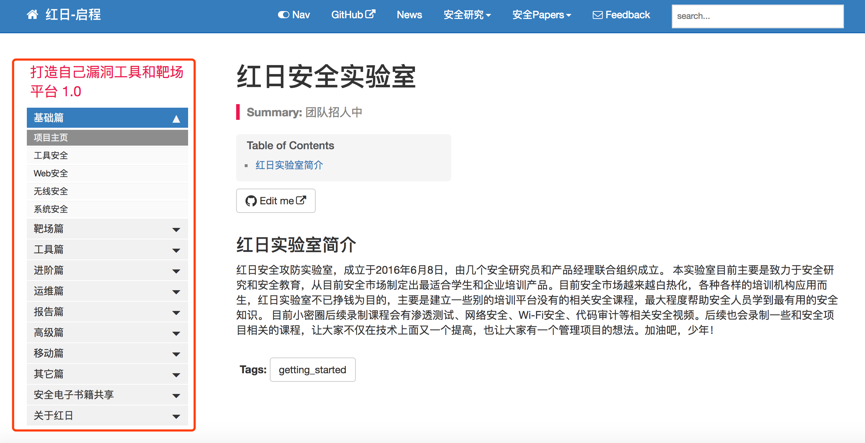 红日-启程
Nav GitHub News 安全研究 安全Papers Feedback search...
打造自己漏洞工具和靶场
平台 1.0
基础篇
项目主页
工具安全
Web安全
无线安全
系统安全
靶场篇
工具篇
进阶篇
运维篇
报告篇
高级篇
移动篇
其它篇
安全电子书籍共享
关于红日
红日安全实验室
Summary: 团队招人中
Table of Contents
红日实验室简介
Edit me
红日实验室简介
红日安全攻防实验室，成立于2016年6月8日，由几个安全研究员和产品经理联合组织成立。 本实验室目前主要是致力于安全研
究和安全教育，从目前安全市场制定出最适合学生和企业培训产品。目前安全市场越来越白热化，各种各样的培训机构应用而
生，红日实验室不已挣钱为目的，主要是建立一些别的培训平台没有的相关安全课程，最大程度帮助安全人员学到最有用的安全
知识。 目前小密圈后续录制课程会有渗透测试、网络安全、Wi-Fi安全、代码审计等相关安全视频。后续也会录制一些和安全项
目相关的课程，让大家不仅在技术上面又一个提高，也让大家有一个管理项目的想法。加油吧，少年！
Tags: getting_started